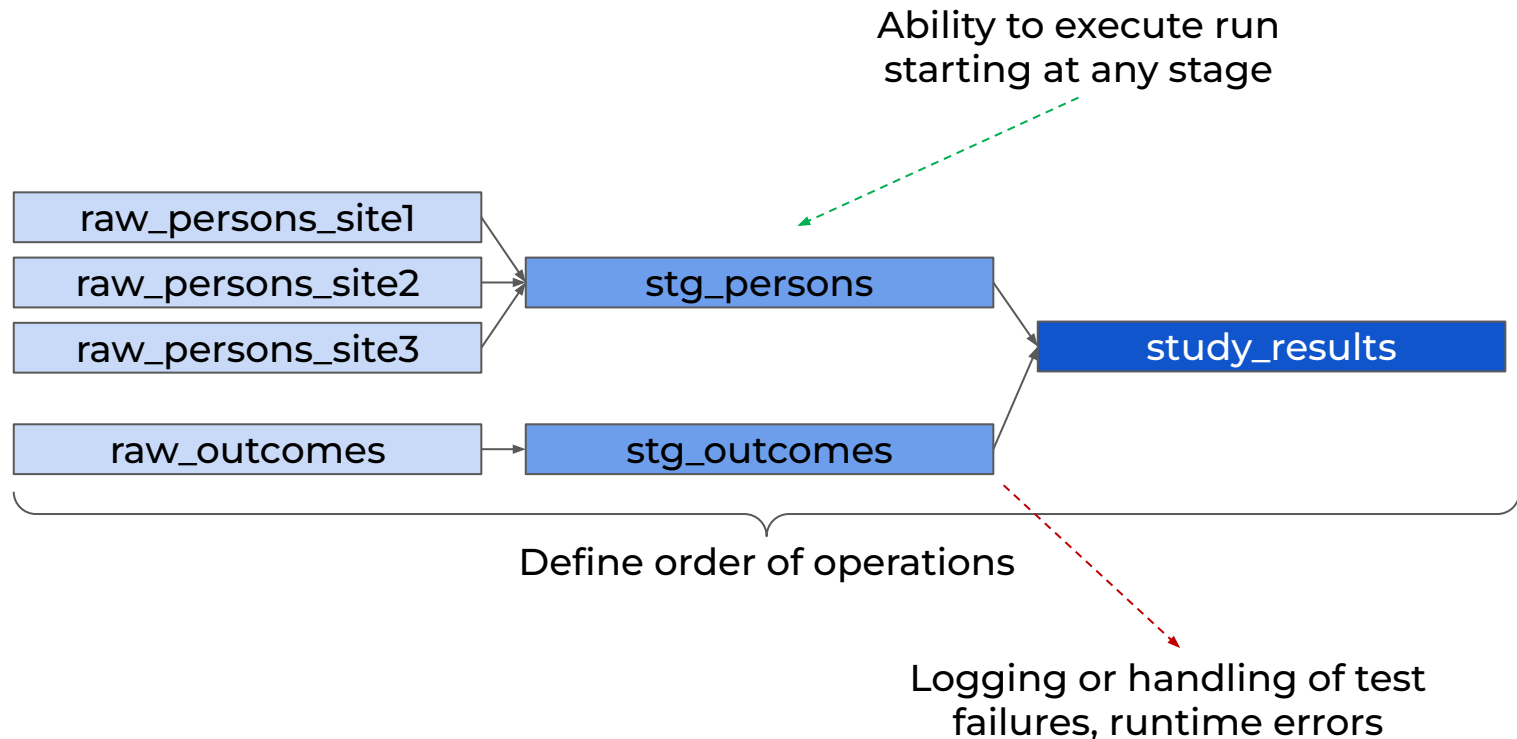 Ability to execute run
starting at any stage
raw_persons_site1
raw_persons_site2
raw_persons_site3
stg_persons
study_results
raw_outcomes
stg_outcomes
Define order of operations
Logging or handling of test
failures, runtime errors